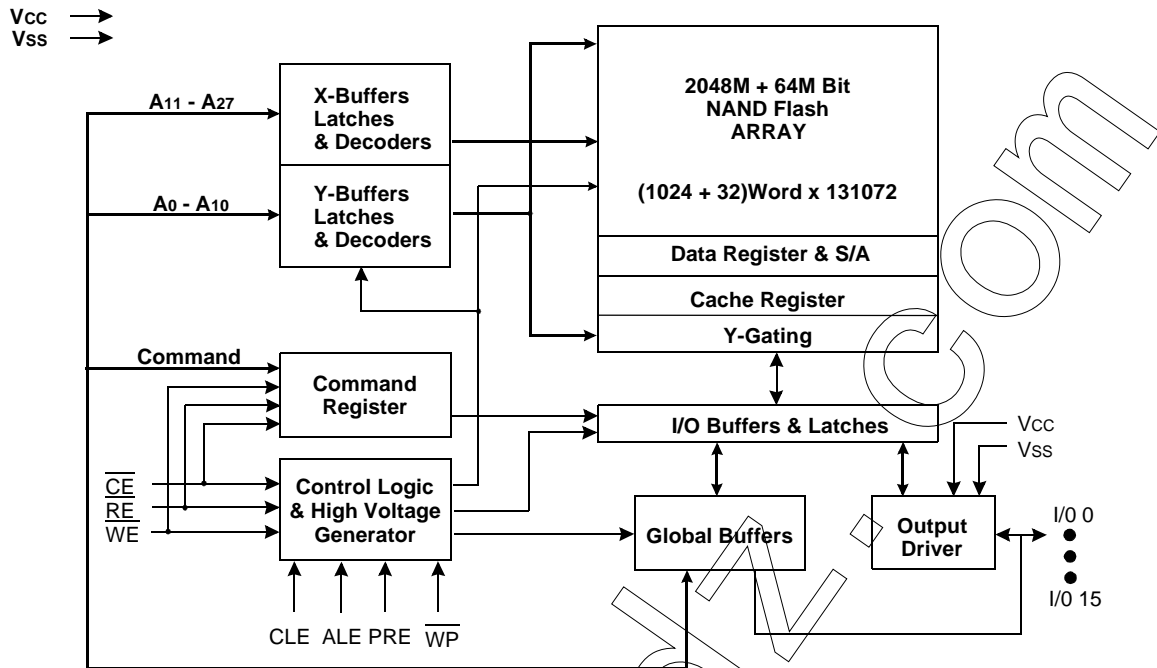 VCC
VSS
A11 - A27
X-Buffers
Latches
& Decoders
A0 - A10
Y-Buffers
Latches
& Decoders
2048M + 64M Bit
NAND Flash
ARRAY
(1024 + 32)Word x 131072
Data Register & S/A
Cache Register
Y-Gating
Command
Command
Register
I/O Buffers & Latches
VCC
VSS
CE
RE
WE
Control Logic
& High Voltage
Generator
Global Buffers
Output
Driver
I/0 0
I/0 15
CLE ALE PRE WP
.com